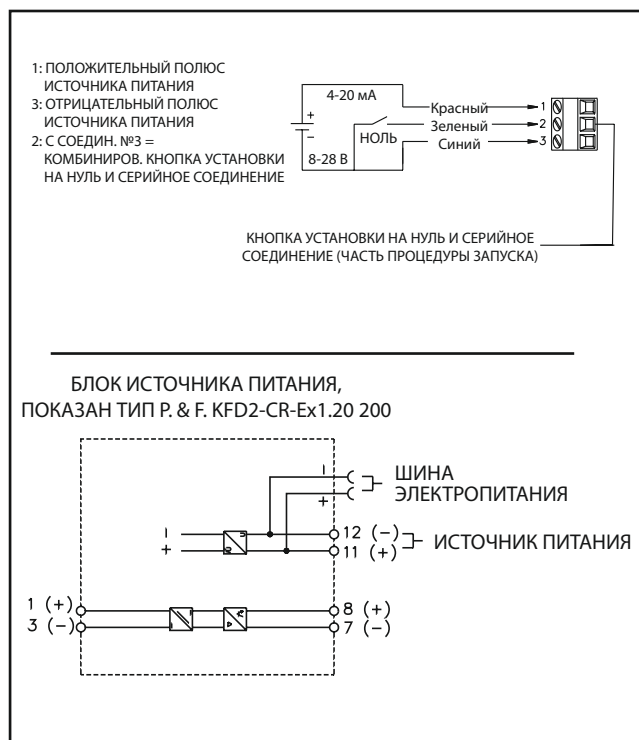 1: ПОЛОЖИТЕЛЬНЫЙ ПОЛЮС
ИСТОЧНИКА ПИТАНИЯ
3: ОТРИЦАТЕЛЬНЫЙ ПОЛЮС
ИСТОЧНИКА ПИТАНИЯ
2: С СОЕДИН. №3 =
КОМБИНИРОВ. КНОПКА УСТАНОВКИ
НА НУЛЬ И СЕРИЙНОЕ СОЕДИНЕНИЕ
4-20 мА
+
−
8-28 В
НОЛЬ
Красный 1
Зеленый 2
Синий 3
КНОПКА УСТАНОВКИ НА НУЛЬ И СЕРИЙНОЕ
СОЕДИНЕНИЕ (ЧАСТЬ ПРОЦЕДУРЫ ЗАПУСКА)
БЛОК ИСТОЧНИКА ПИТАНИЯ,
ПОКАЗАН ТИП P. & F. KFD2-CR-Ex1.20 200
ШИНА
ЭЛЕКТРОПИТАНИЯ
+
12 (−)
+
11 (+)
ИСТОЧНИК ПИТАНИЯ
1 (+)
3 (−)
8 (+)
7 (−)